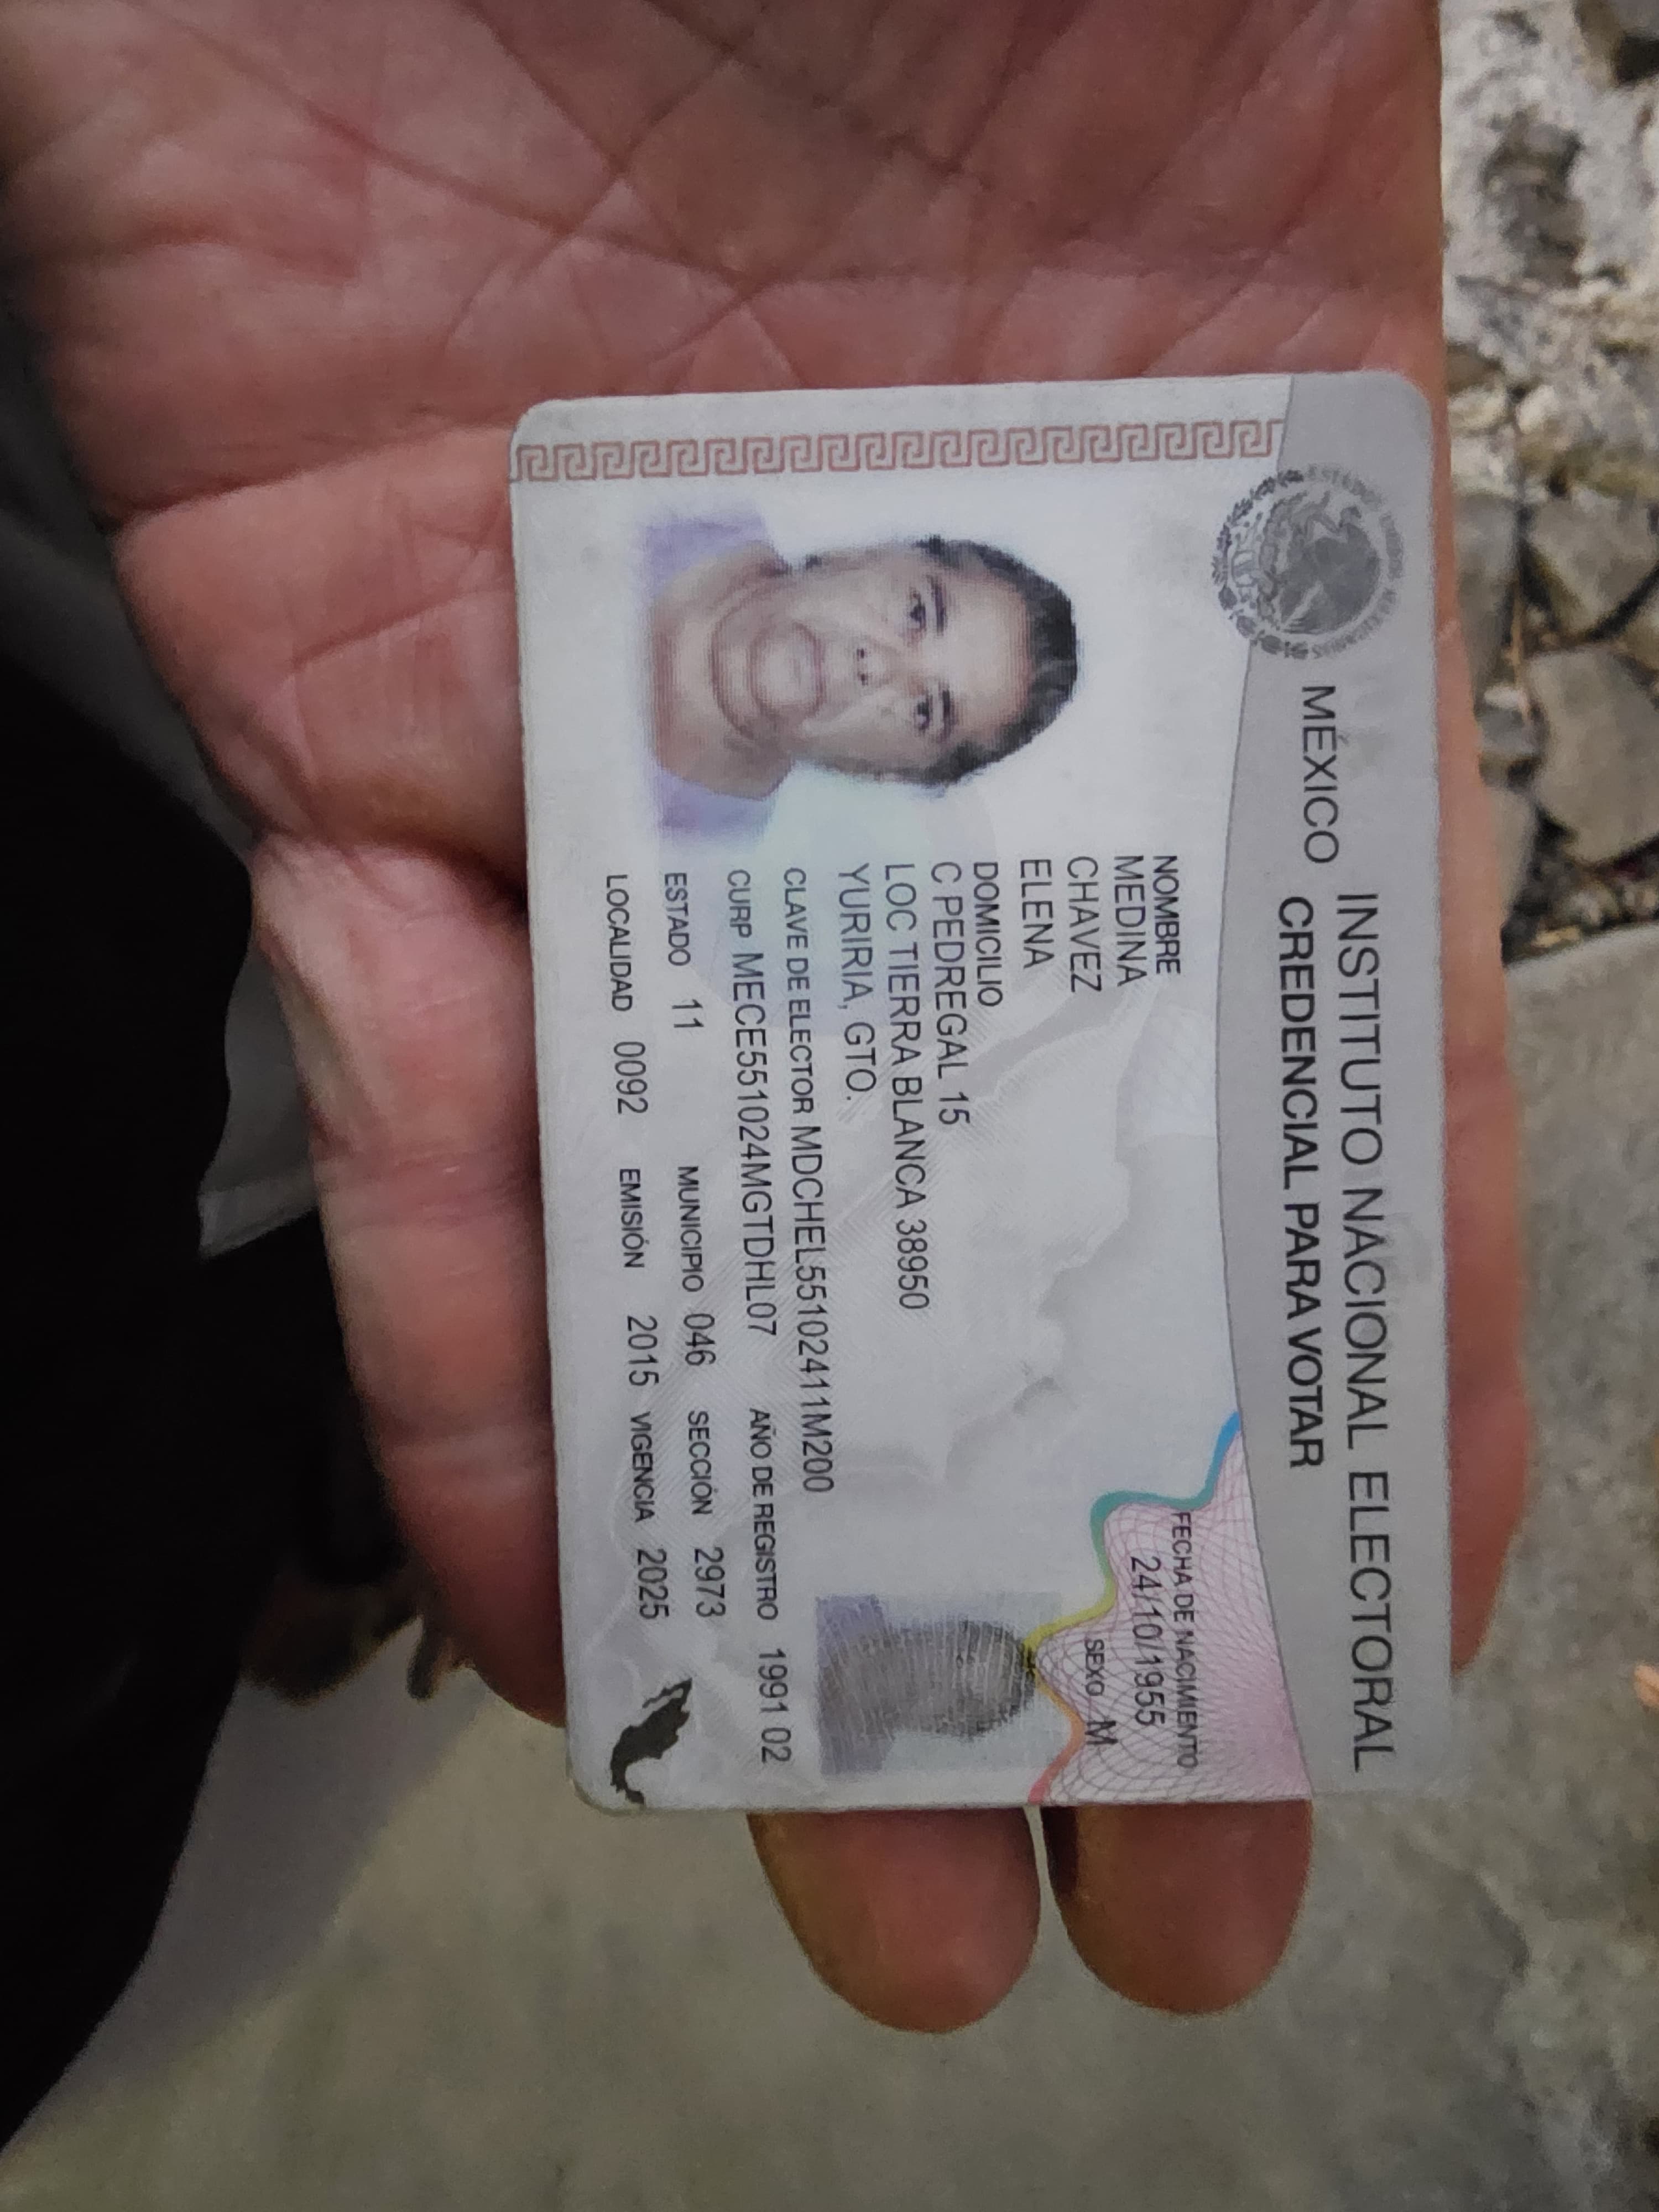 MÉXICO INSTITUTO NACIONAL ELECTORAL
CREDENCIAL PARA VOTAR
NOMBRE
MEDINA
CHAVEZ
ELENA
FECHA DE NACIMIENTO
24/10/1955
SEXO M
DOMICILIO
C PEDREGAL 15
LOC TIERRA BLANCA 38950
YURIRIA, GTO.
CLAVE DE ELECTOR MDCHEL55102411M200
CURP MECE551024MGTDHL07 AÑO DE REGISTRO 1991 02
ESTADO 11 MUNICIPIO 046 SECCIÓN 2973
LOCALIDAD 0092 EMISIÓN 2015 VIGENCIA 2025